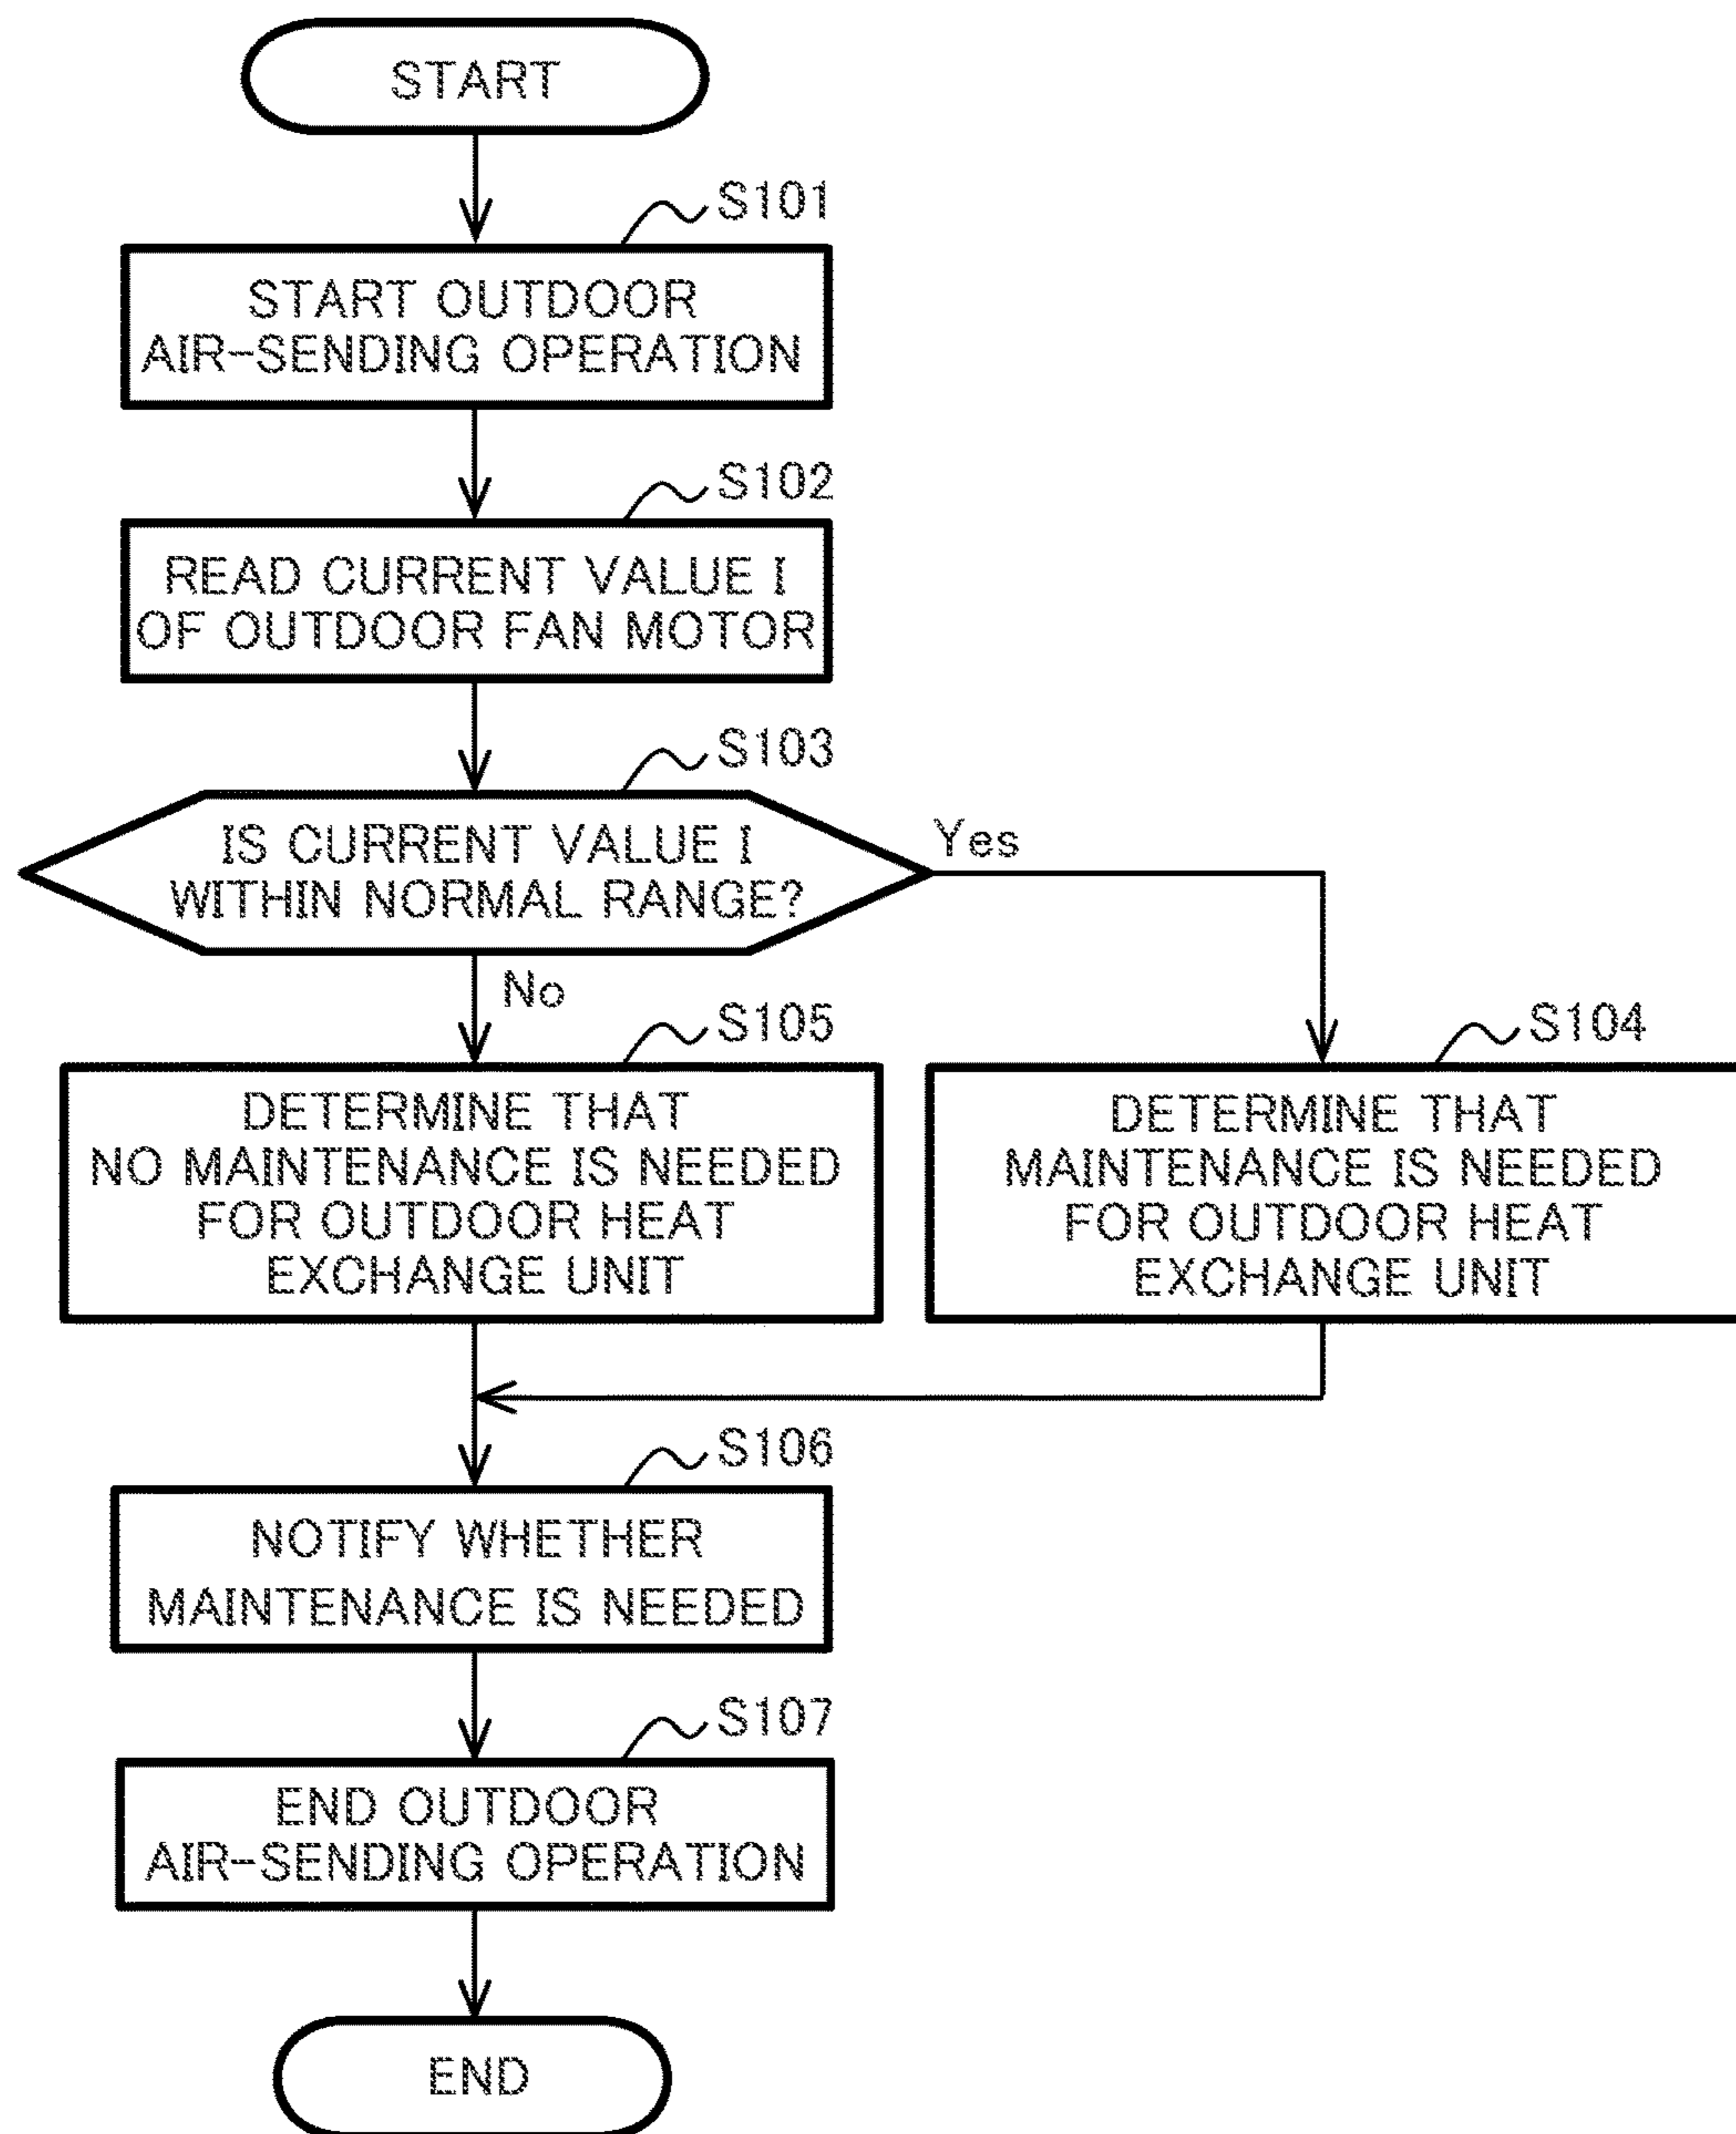 START
S101
START OUTDOOR
AIR-SENDING OPERATION
S102
READ CURRENT VALUE I
OF OUTDOOR FAN MOTOR
S103
IS CURRENT VALUE I
WITHIN NORMAL RANGE?
Yes
No
S105
DETERMINE THAT
NO MAINTENANCE IS NEEDED
FOR OUTDOOR HEAT
EXCHANGE UNIT
S104
DETERMINE THAT
MAINTENANCE IS NEEDED
FOR OUTDOOR HEAT
EXCHANGE UNIT
S106
NOTIFY WHETHER
MAINTENANCE IS NEEDED
S107
END OUTDOOR
AIR-SENDING OPERATION
END